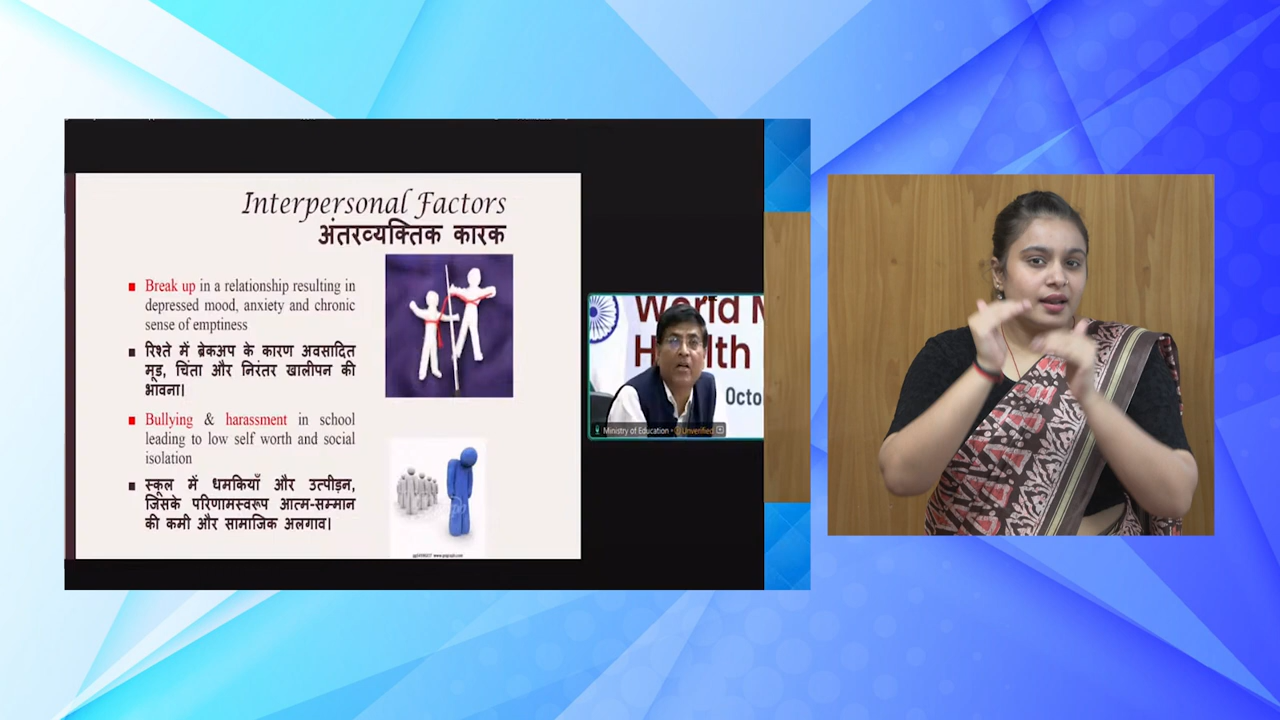 Interpersonal Factors
अंतरव्यक्तिक कारक
Break up in a relationship resulting in
depressed mood, anxiety and chronic
sense of emptiness
रिश्ते में ब्रेकअप के कारण अवसादित
मूड, चिंता और निरंतर खालीपन की
भावना।
Bullying & harassment in school
leading to low self worth and social
isolation
स्कूल में धमकियाँ और उत्पीड़न,
जिसके परिणामस्वरूप आत्म-सम्मान
की कमी और सामाजिक अलगाव।
World M
Health
Octo
Ministry of Education - Unverified